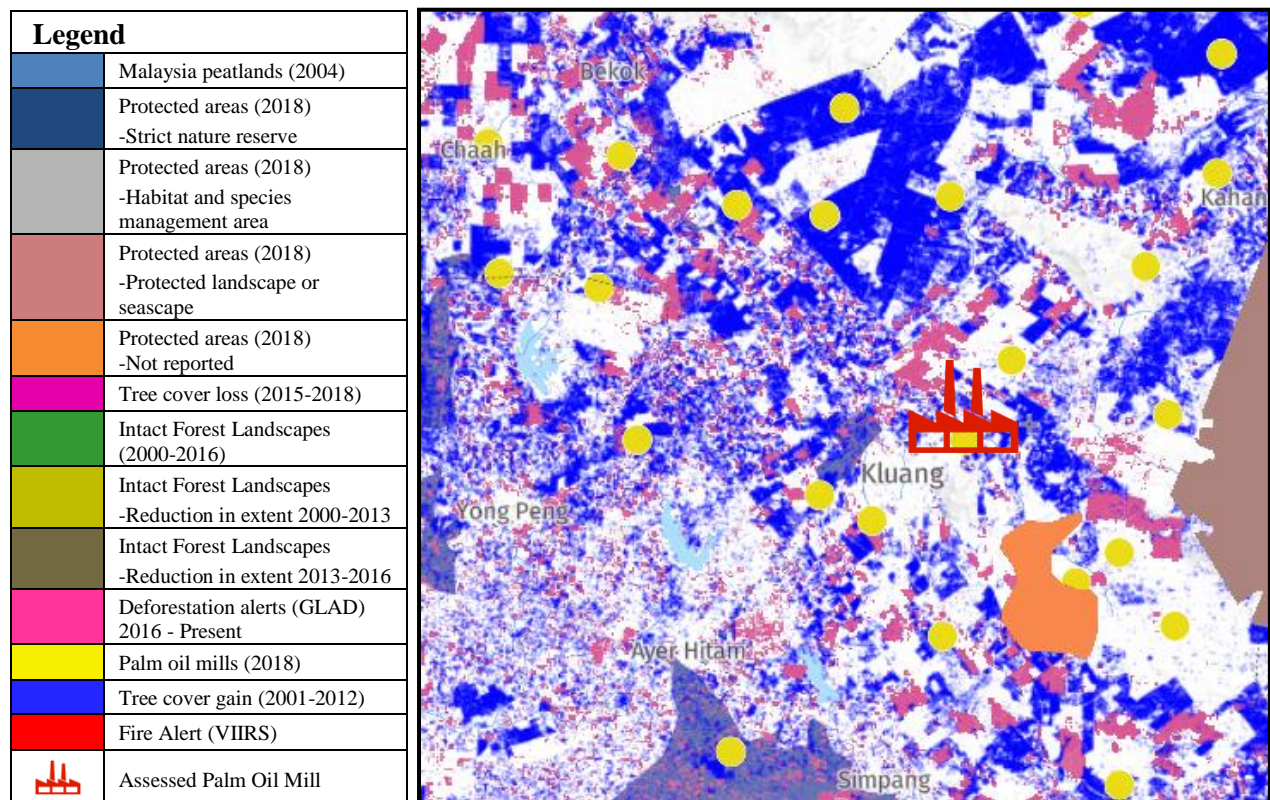 Legend
Malaysia peatlands (2004)
Protected areas (2018)
-Strict nature reserve
Protected areas (2018)
-Habitat and species
management area
Protected areas (2018)
-Protected landscape or
seascape
Protected areas (2018)
-Not reported
Tree cover loss (2015-2018)
Intact Forest Landscapes
(2000-2016)
Intact Forest Landscapes
-Reduction in extent 2000-2013
Intact Forest Landscapes
-Reduction in extent 2013-2016
Deforestation alerts (GLAD)
2016 - Present
Palm oil mills (2018)
Tree cover gain (2001-2012)
Fire Alert (VIIRS)
Assessed Palm Oil Mill
Bekok
Chaah
Kahan
Kluang
Yong Peng
Ayer Hitam
Simpang